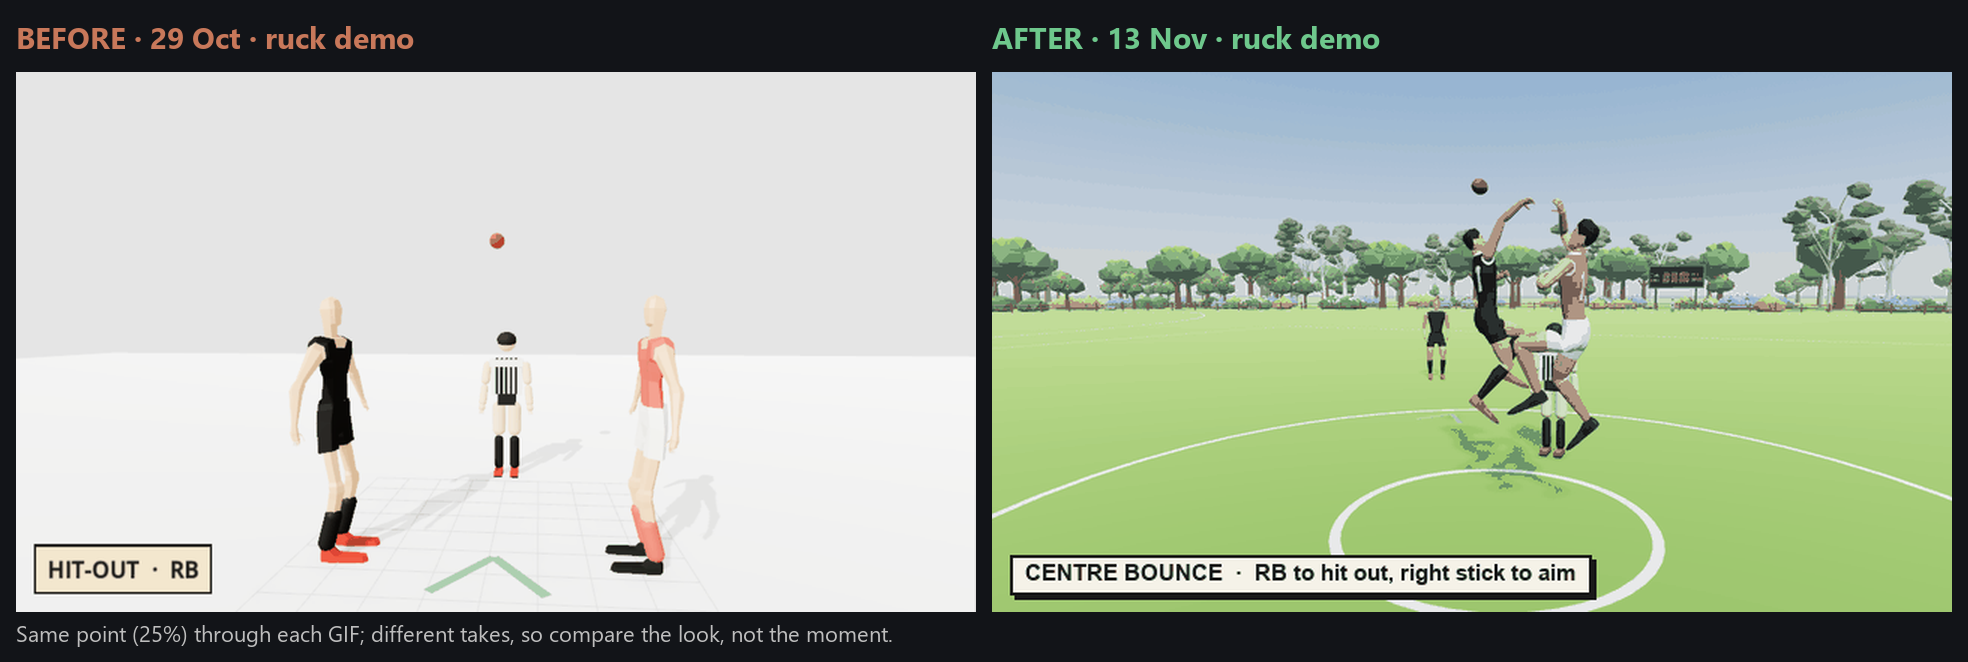 BEFORE · 29 Oct · ruck demo
AFTER · 13 Nov · ruck demo
HIT-OUT · RB
CENTRE BOUNCE · RB to hit out, right stick to aim
Same point (25%) through each GIF; different takes, so compare the look, not the moment.